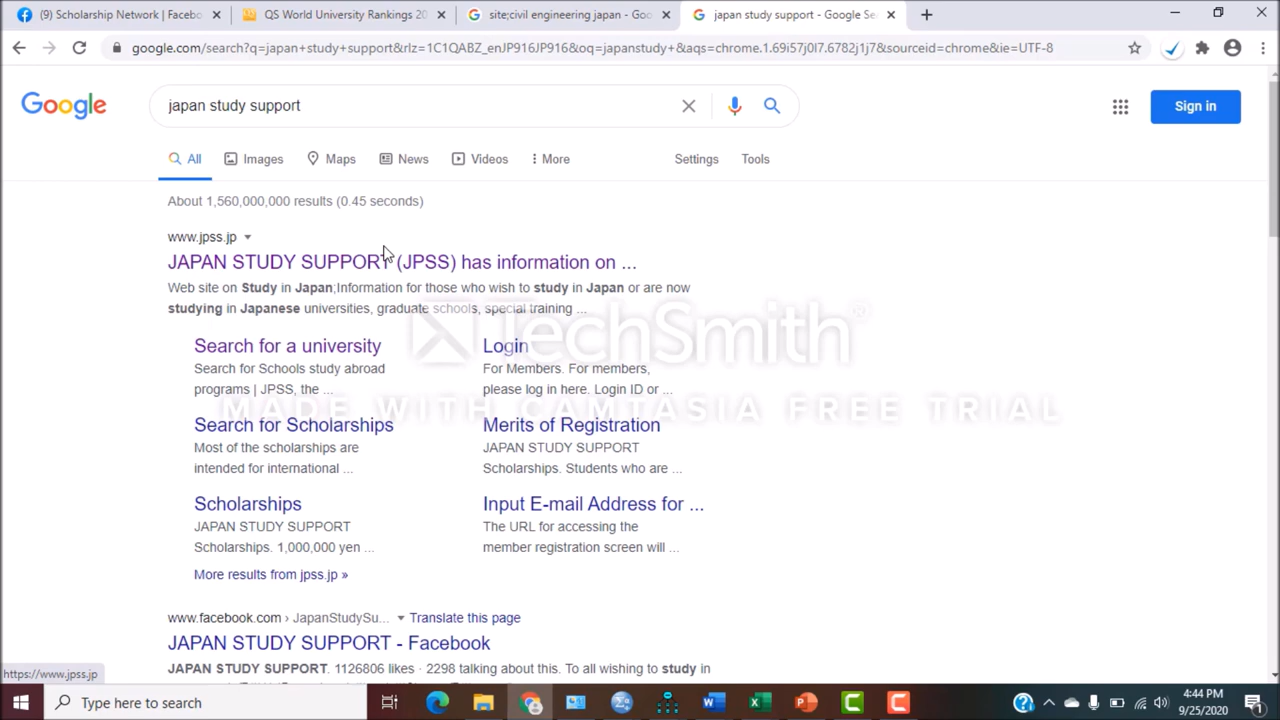 (9) Scholarship Network | Facebo
QS World University Rankings 20
site;civil engineering japan - Goo
japan study support - Google Sea
google.com/search?q=japan+study+support&rlz=1C1QABZ_enJP916JP916&oq=japanstudy+&aqs=chrome.1.69i57j0l7.6782j1j7&sourceid=chrome&ie=UTF-8
Google
japan study support
Sign in
All
Images
Maps
News
Videos
More
Settings
Tools
About 1,560,000,000 results (0.45 seconds)
www.jpss.jp
JAPAN STUDY SUPPORT (JPSS) has information on ...
Web site on Study in Japan;Information for those who wish to study in Japan or are now
studying in Japanese universities, graduate schools, special training ...
TechSmith®
MADE WITH CAMTASIA FREE TRIAL
Search for a university
Search for Schools study abroad
programs | JPSS, the ...
Login
For Members. For members,
please log in here. Login ID or ...
Search for Scholarships
Most of the scholarships are
intended for international ...
Merits of Registration
JAPAN STUDY SUPPORT
Scholarships. Students who are ...
Scholarships
JAPAN STUDY SUPPORT
Scholarships. 1,000,000 yen ...
Input E-mail Address for ...
The URL for accessing the
member registration screen will ...
More results from jpss.jp »
www.facebook.com › JapanStudySu...
Translate this page
JAPAN STUDY SUPPORT - Facebook
JAPAN STUDY SUPPORT. 1126806 likes · 2298 talking about this. To all wishing to study in
https://www.jpss.jp
Type here to search
4:44 PM
9/25/2020